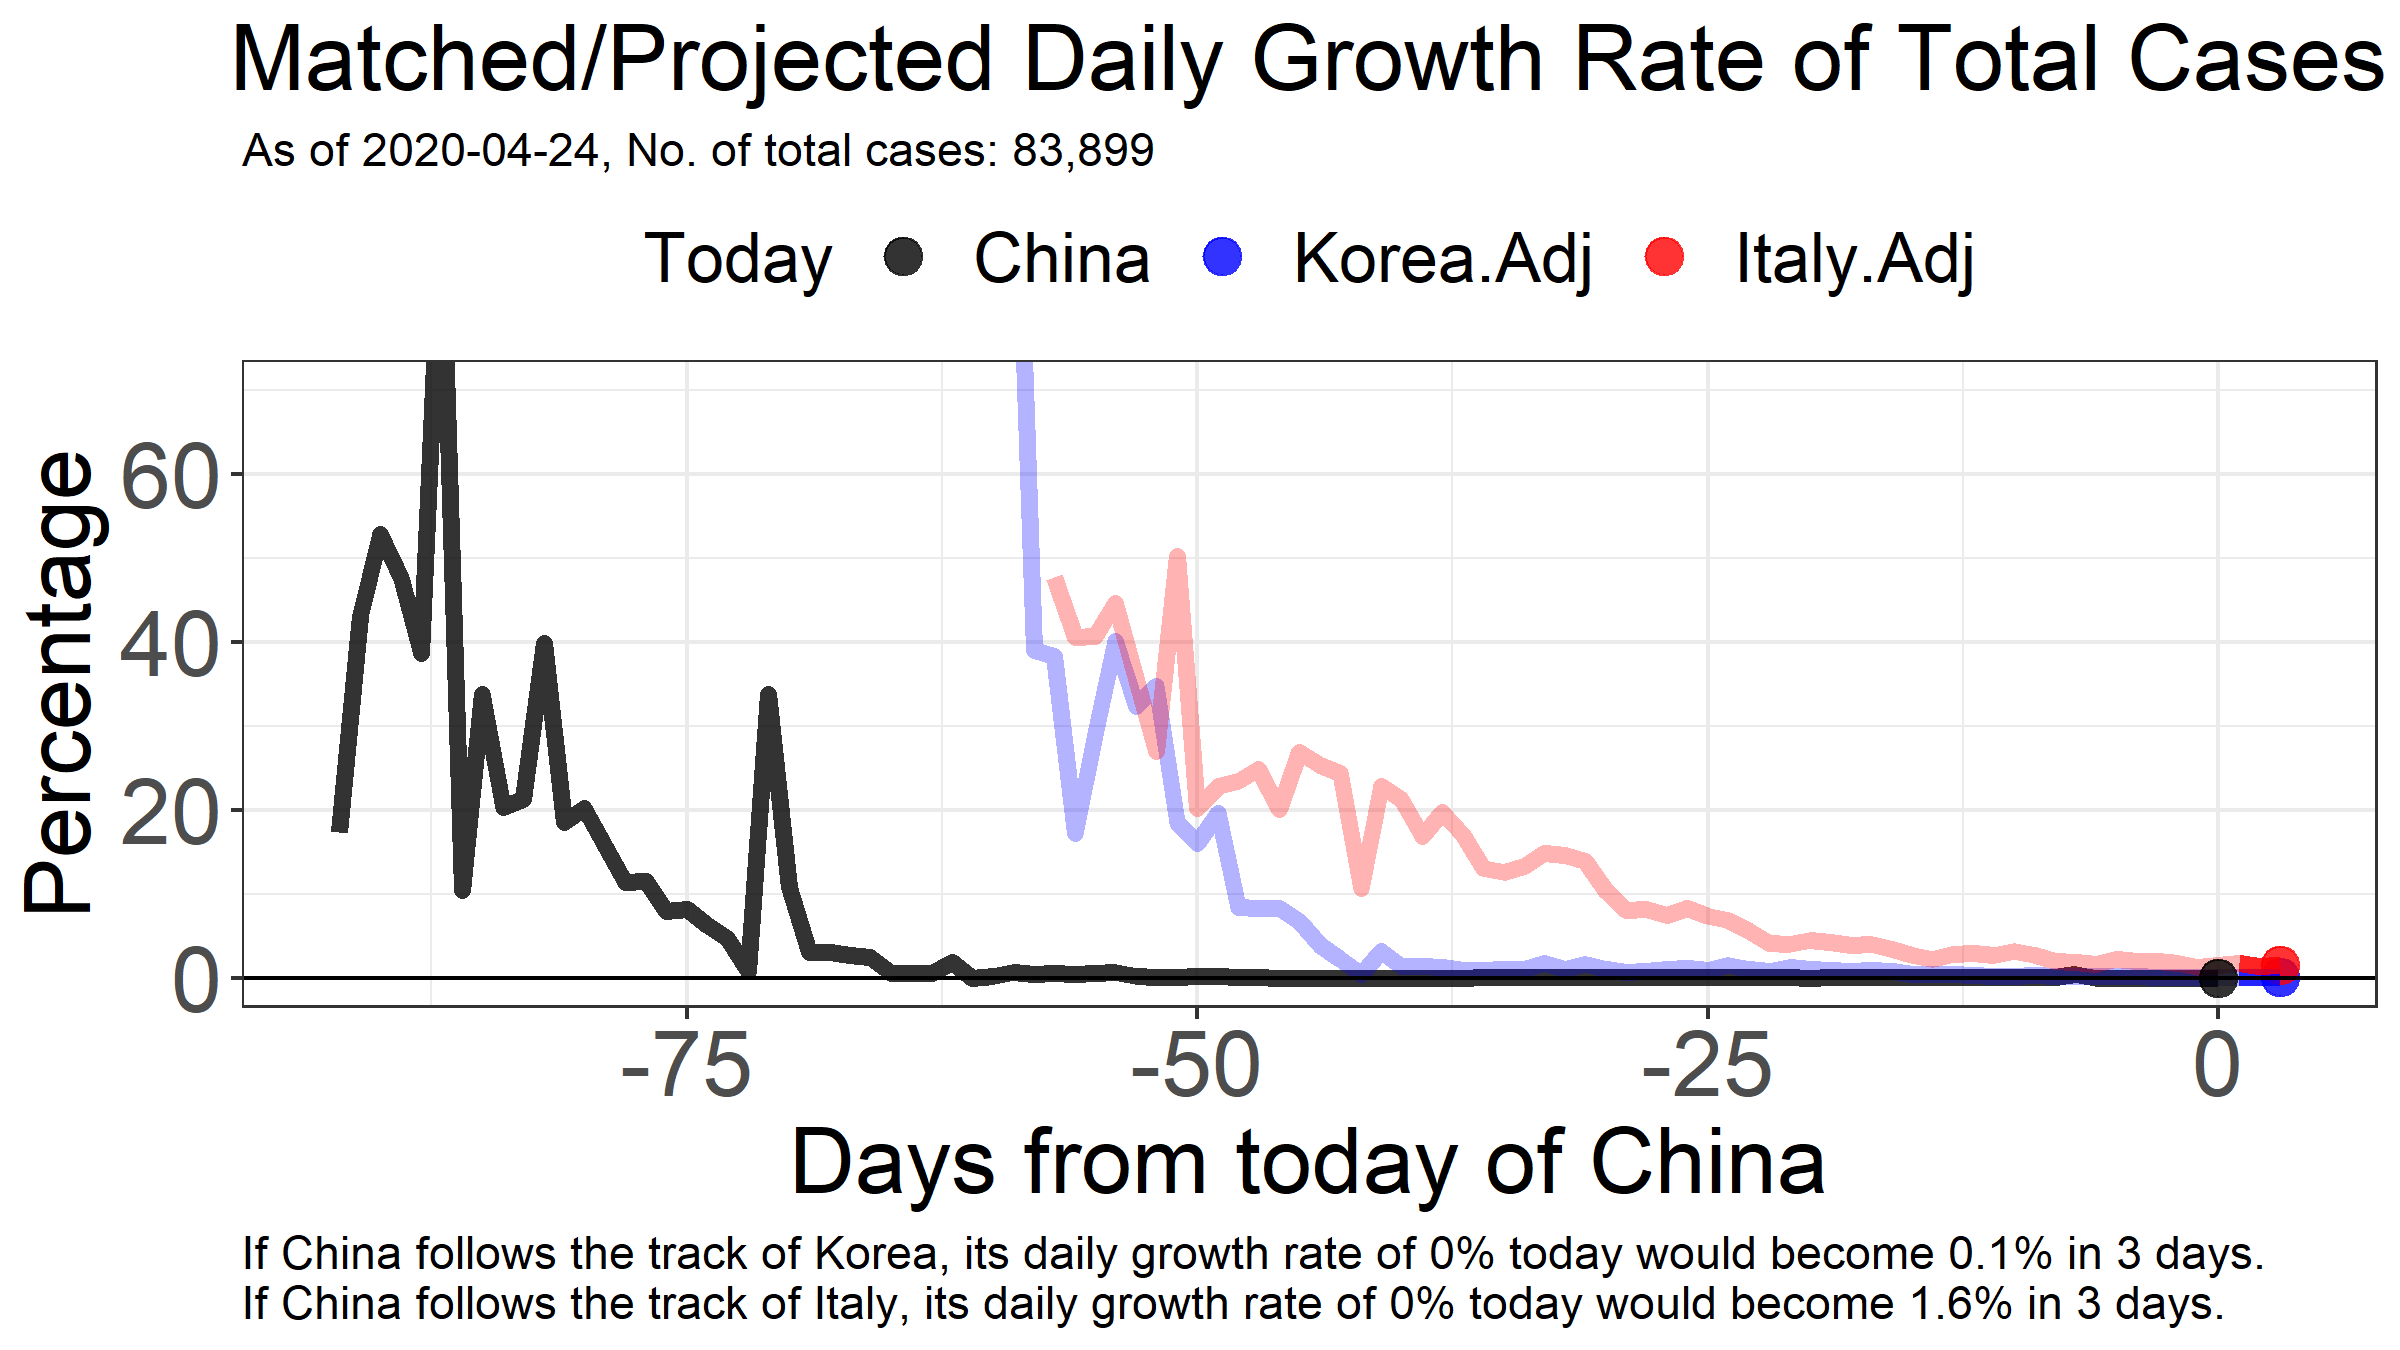 Matched/Projected Daily Growth Rate of Total Cases
As of 2020-04-24, No. of total cases: 83,899
Today China Korea.Adj Italy.Adj
Percentage
60
40
20
0
-75 -50 -25 0
Days from today of China
If China follows the track of Korea, its daily growth rate of 0% today would become 0.1% in 3 days.
If China follows the track of Italy, its daily growth rate of 0% today would become 1.6% in 3 days.